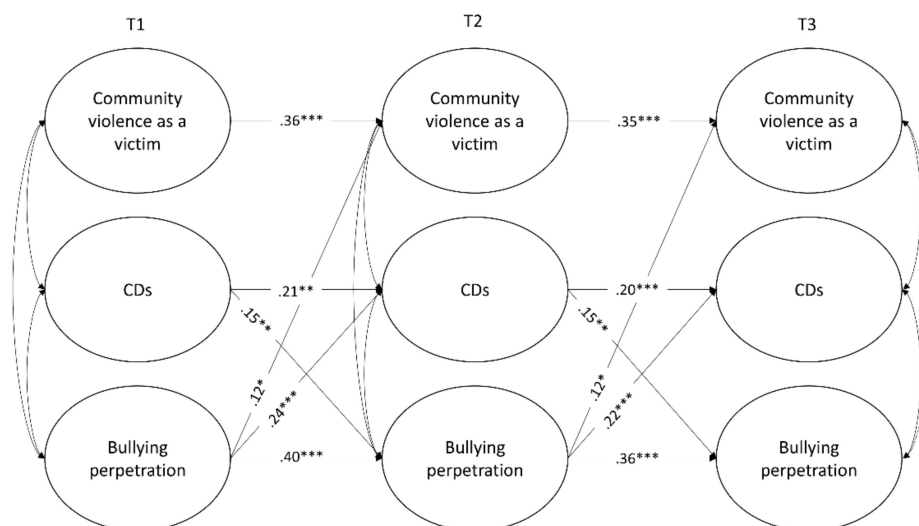 T1
T2
T3
Community
violence as a
victim
.36***
Community
violence as a
victim
.35***
Community
violence as a
victim
CDs
.21**
CDs
.20***
CDs
.15**
.15**
.12*
.24***
.12*
.22***
Bullying
perpetration
.40***
Bullying
perpetration
.36***
Bullying
perpetration